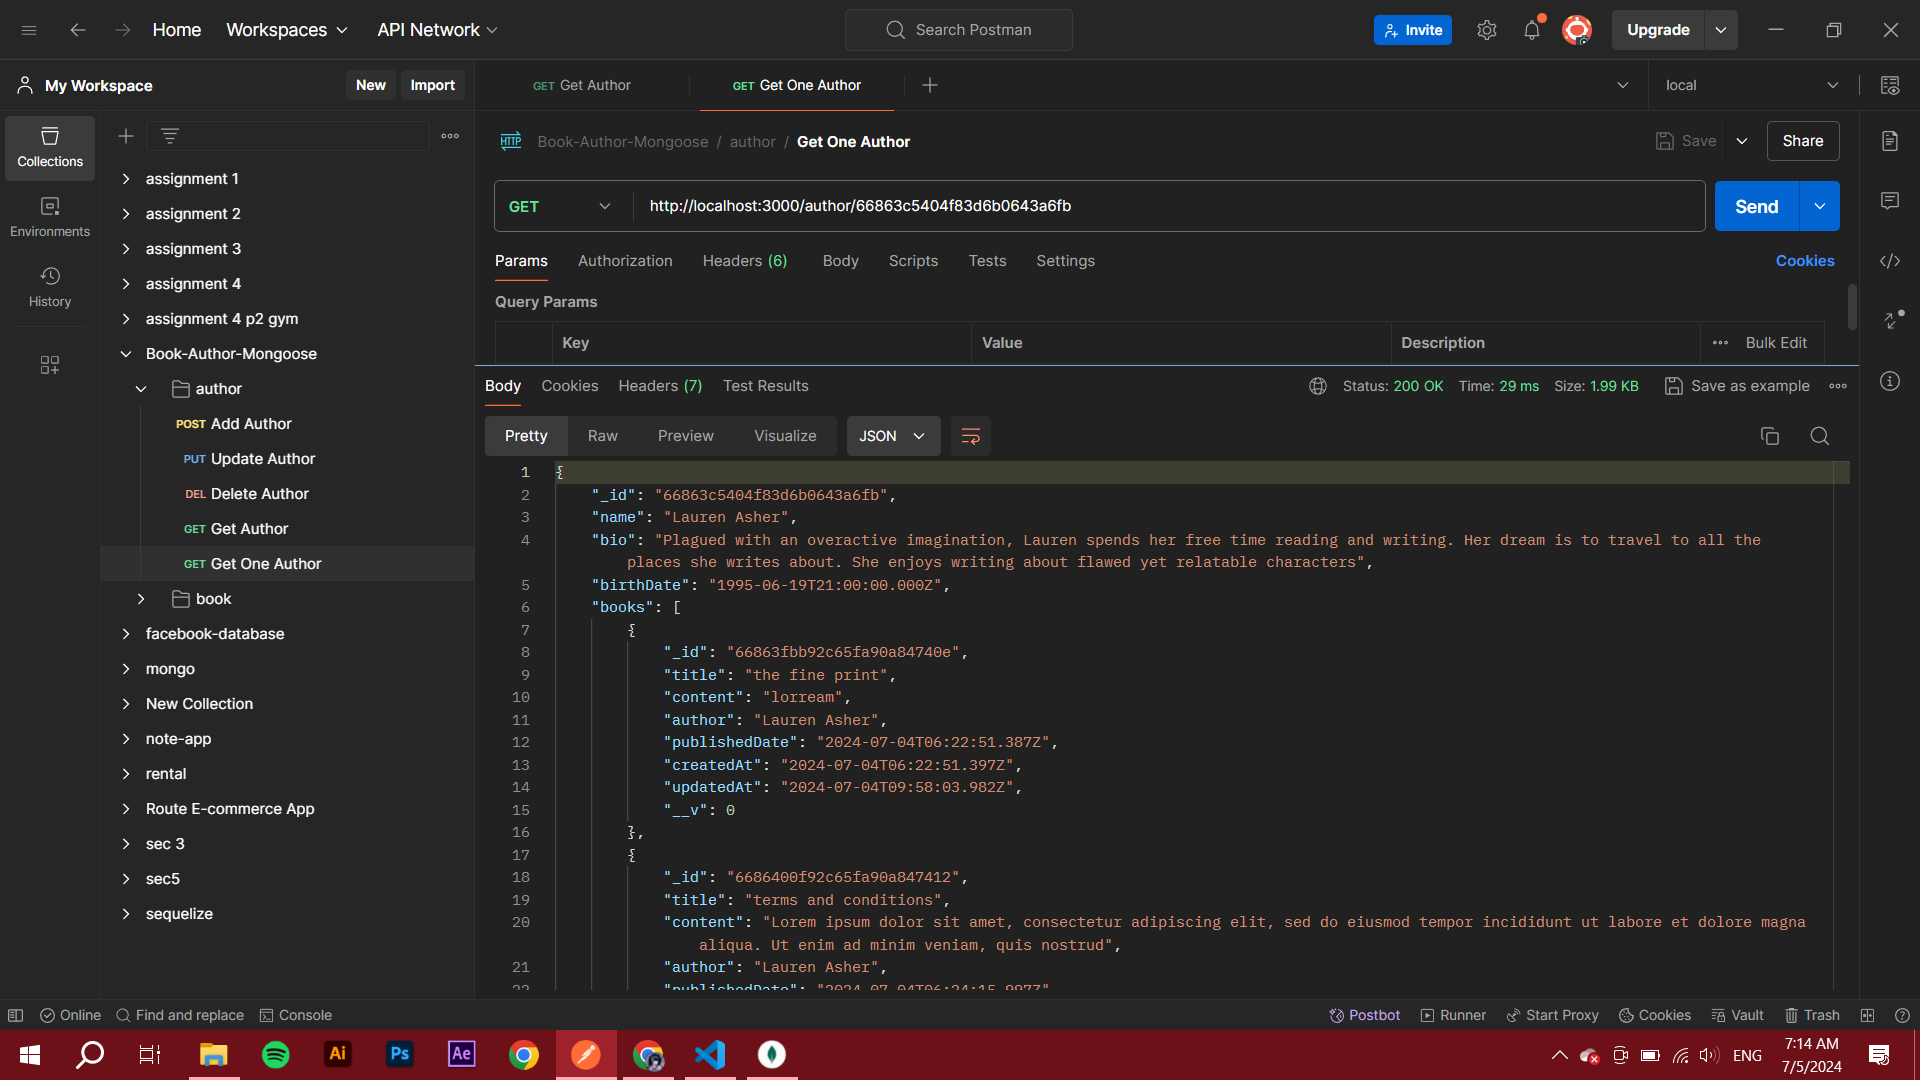 Home
Workspaces
API Network
Search Postman
Invite
Upgrade
My Workspace
New
Import
GET Get Author
GET Get One Author
local
Collections
Environments
History
assignment 1
assignment 2
assignment 3
assignment 4
assignment 4 p2 gym
Book-Author-Mongoose
author
POST Add Author
PUT Update Author
DEL Delete Author
GET Get Author
GET Get One Author
book
facebook-database
mongo
New Collection
note-app
rental
Route E-commerce App
sec 3
sec5
sequelize
HTTP Book-Author-Mongoose / author / Get One Author
Save
Share
GET
http://localhost:3000/author/66863c5404f83d6b0643a6fb
Send
Params Authorization Headers (6) Body Scripts Tests Settings
Cookies
Query Params
Key Value Description Bulk Edit
Body Cookies Headers (7) Test Results
Status: 200 OK Time: 29 ms Size: 1.99 KB Save as example
Pretty Raw Preview Visualize JSON
1 {
2 "_id": "66863c5404f83d6b0643a6fb",
3 "name": "Lauren Asher",
4 "bio": "Plagued with an overactive imagination, Lauren spends her free time reading and writing. Her dream is to travel to all the
places she writes about. She enjoys writing about flawed yet relatable characters",
5 "birthDate": "1995-06-19T21:00:00.000Z",
6 "books": [
7 {
8 "_id": "66863fbb92c65fa90a84740e",
9 "title": "the fine print",
10 "content": "lorream",
11 "author": "Lauren Asher",
12 "publishedDate": "2024-07-04T06:22:51.387Z",
13 "createdAt": "2024-07-04T06:22:51.397Z",
14 "updatedAt": "2024-07-04T09:58:03.982Z",
15 "__v": 0
16 },
17 {
18 "_id": "6686400f92c65fa90a847412",
19 "title": "terms and conditions",
20 "content": "Lorem ipsum dolor sit amet, consectetur adipiscing elit, sed do eiusmod tempor incididunt ut labore et dolore magna
aliqua. Ut enim ad minim veniam, quis nostrud",
21 "author": "Lauren Asher",
22 "publishedDate": "2024-07-04T06:24:15.997Z"
Online Find and replace Console
Postbot Runner Start Proxy Cookies Vault Trash
Ai
Ps
Ae
ENG
7:14 AM
7/5/2024